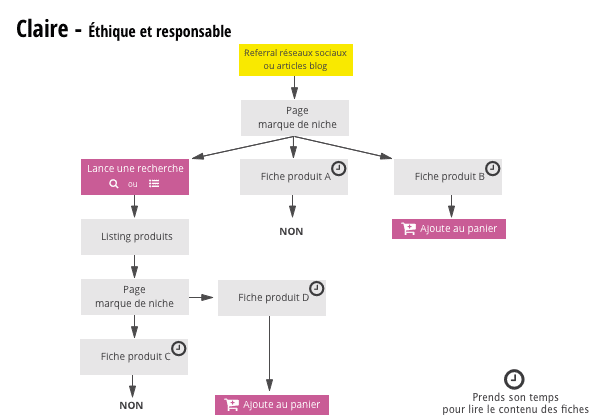 Claire - Éthique et responsable
Referral réseaux sociaux
ou articles blog
Page
marque de niche
Lance une recherche
ou
Fiche produit A
Fiche produit B
NON
Ajoute au panier
Listing produits
Page
marque de niche
Fiche produit D
Fiche produit C
NON
Ajoute au panier
Prends son temps
pour lire le contenu des fiches